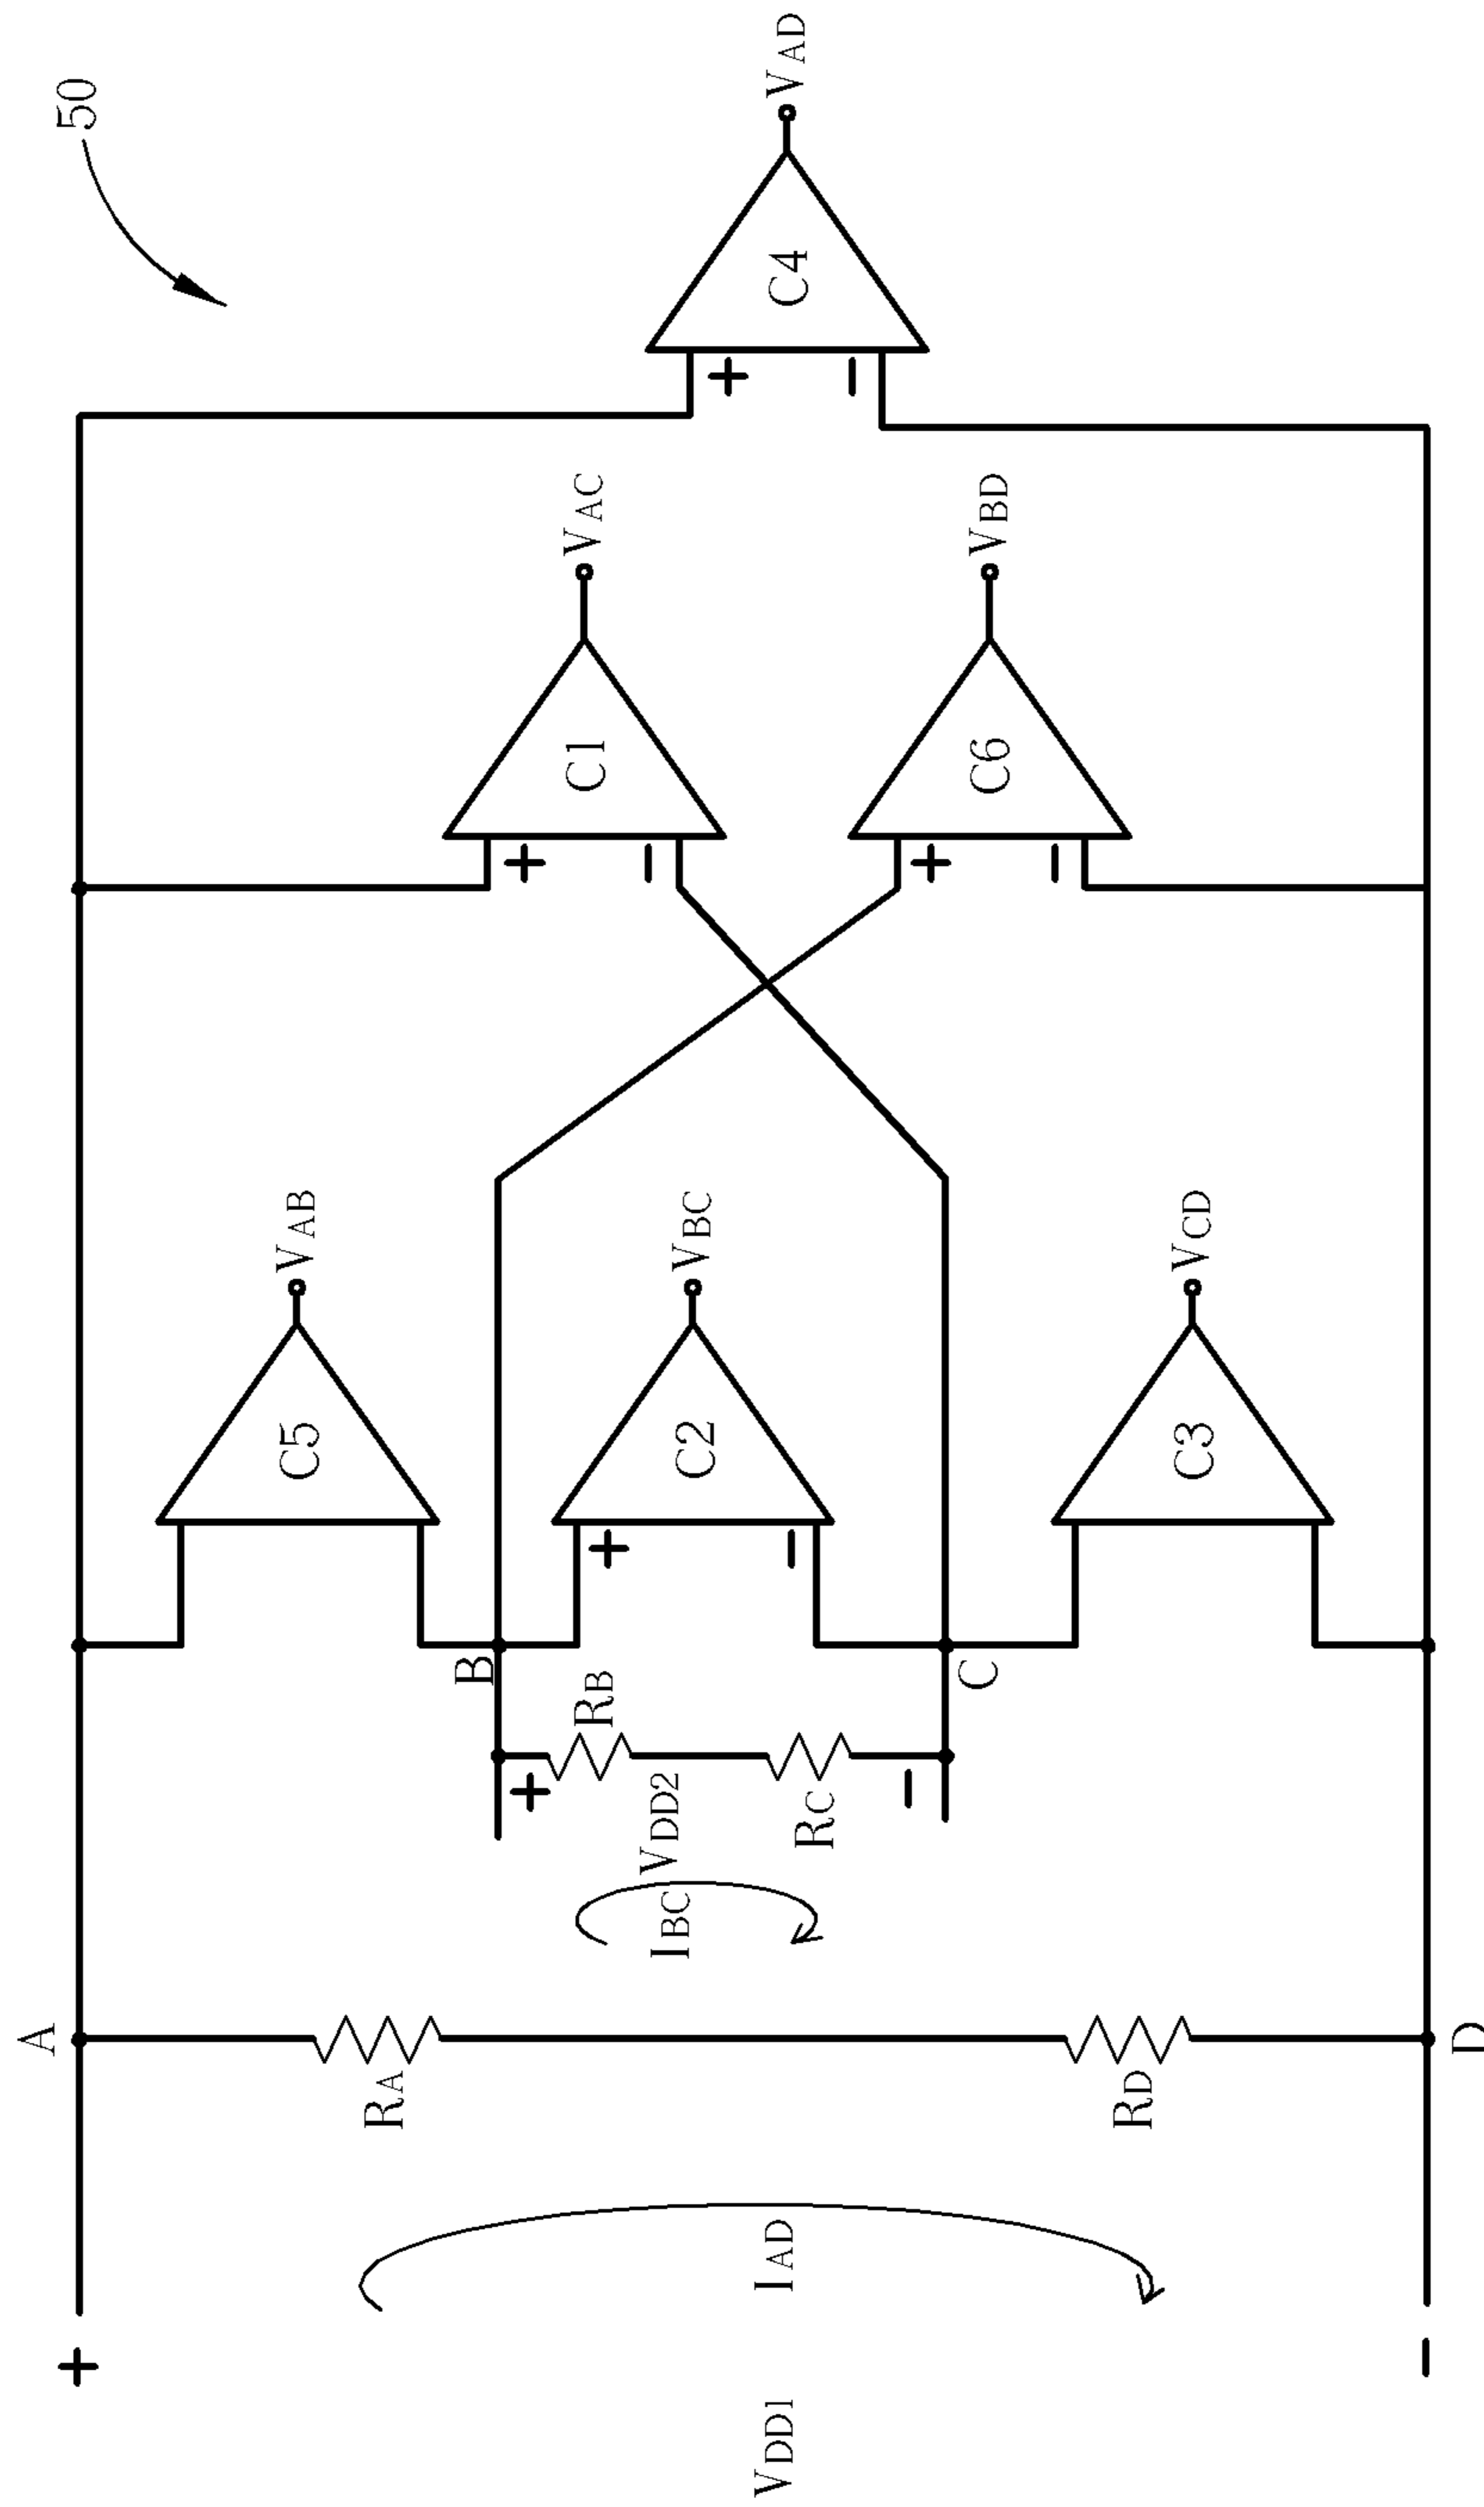 50
VAD
C4
VAC
VBD
C1
C6
VAB
VBC
VCD
C5
C2
C3
B
C
RB
VDD2
RC
IBC
A
D
RA
RD
IAD
VDD1
+
−
+
−
+
−
+
−
+
−
+
−